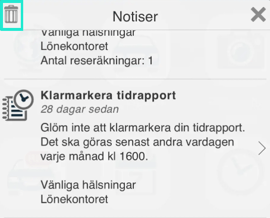 Notiser
Vänliga hälsningar
Lönekontoret
Antal reseräkningar: 1
Klarmarkera tidrapport
28 dagar sedan
Glöm inte att klarmarkera din tidrapport.
Det ska göras senast andra vardagen
varje månad kl 1600.
Vänliga hälsningar
Lönekontoret